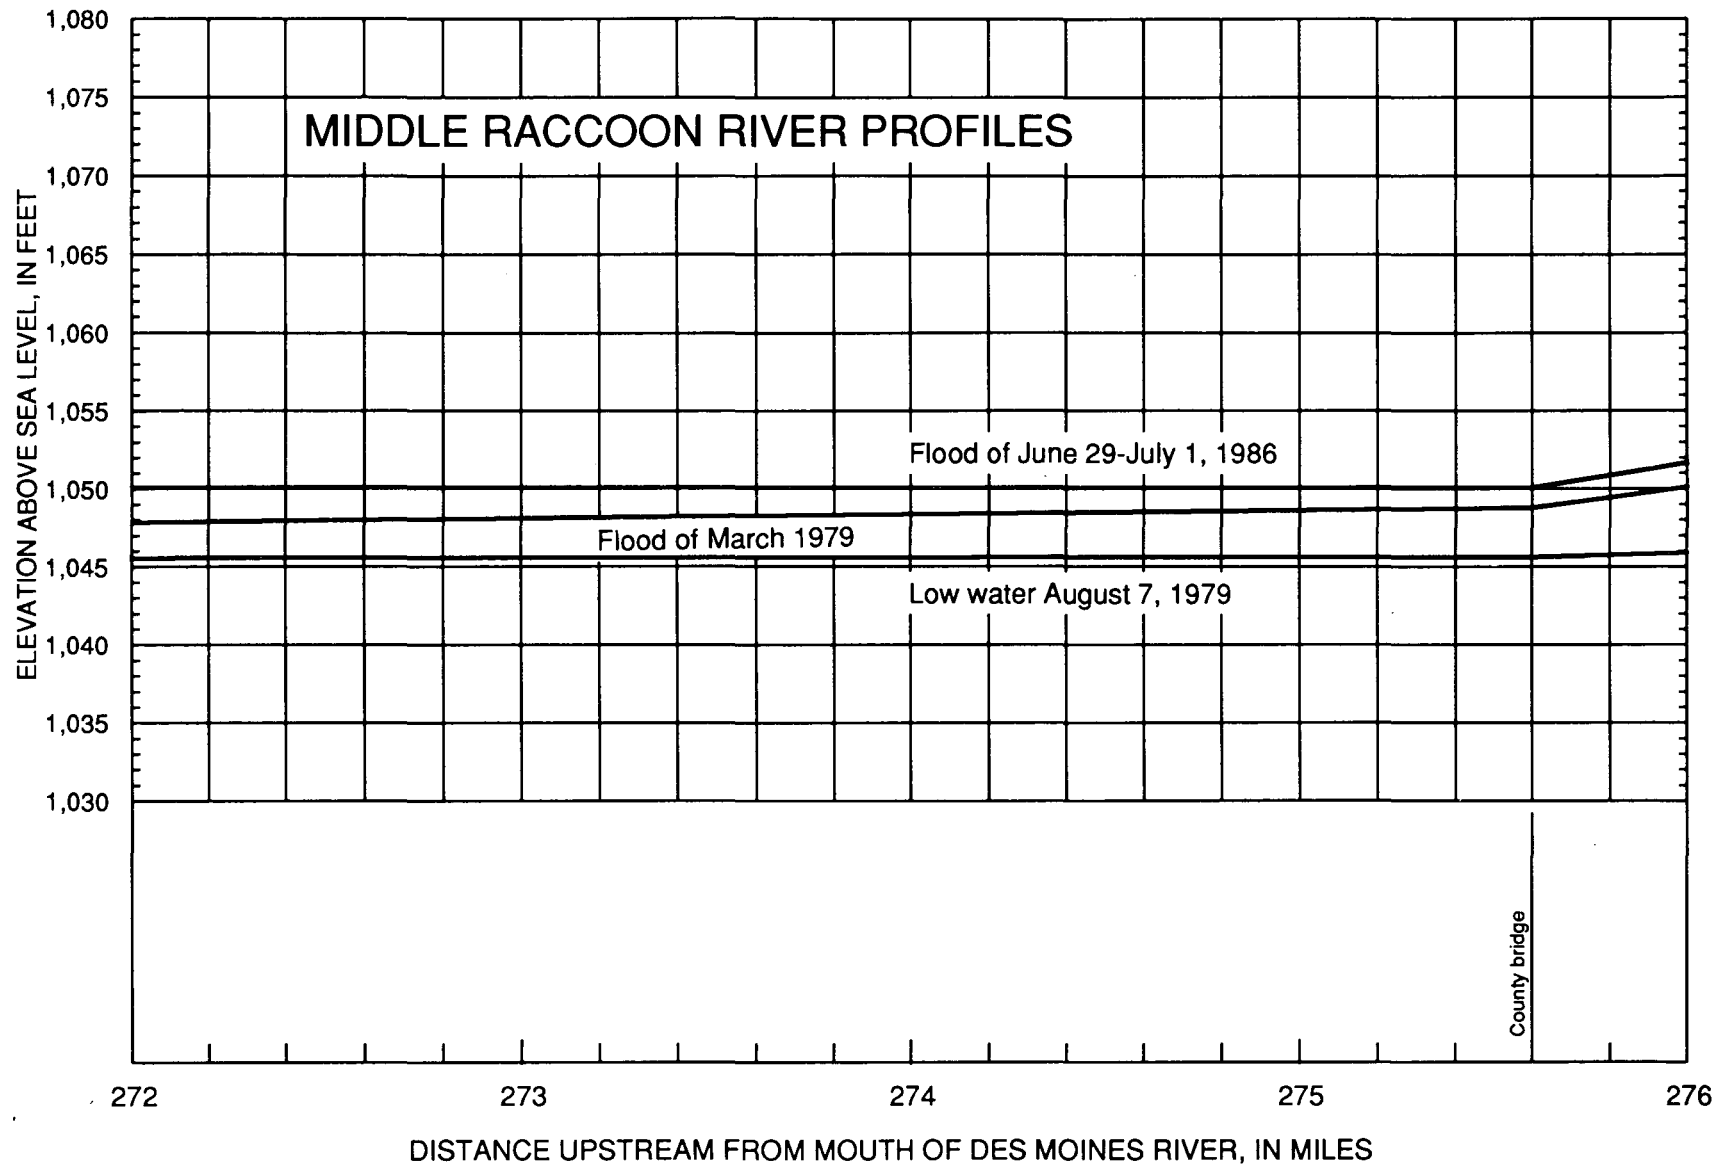 1,080
1,075
MIDDLE RACCOON RIVER PROFILES
1,070
1,065
1,060
1,055
Flood of June 29-July 1, 1986
1,050
Flood of March 1979
1,045
Low water August 7, 1979
1,040
1,035
1,030
ELEVATION ABOVE SEA LEVEL, IN FEET
County bridge
272 273 274 275 276
DISTANCE UPSTREAM FROM MOUTH OF DES MOINES RIVER, IN MILES